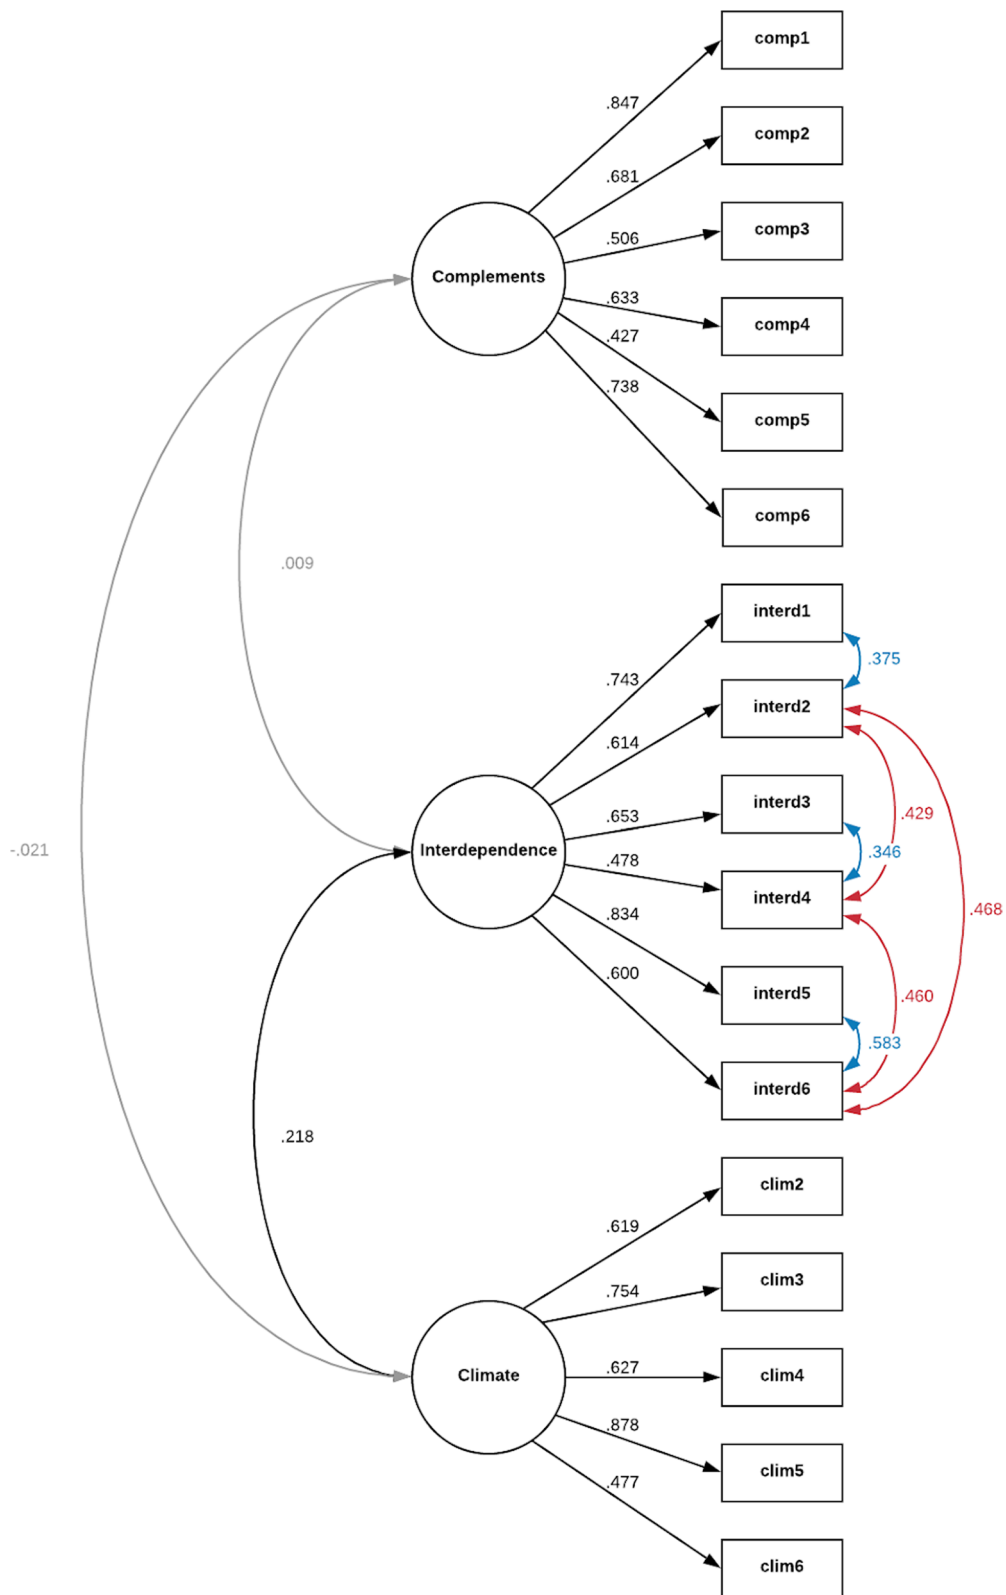 comp1
.847
comp2
.681
comp3
.506
Complements
.633
comp4
.427
.738
comp5
comp6
.009
interd1
.375
.743
interd2
.614
interd3
.653
.429
-.021
Interdependence
.346
.478
interd4
.468
.834
.600
interd5
.460
.583
interd6
.218
clim2
.619
clim3
.754
Climate
.627
clim4
.878
clim5
.477
clim6